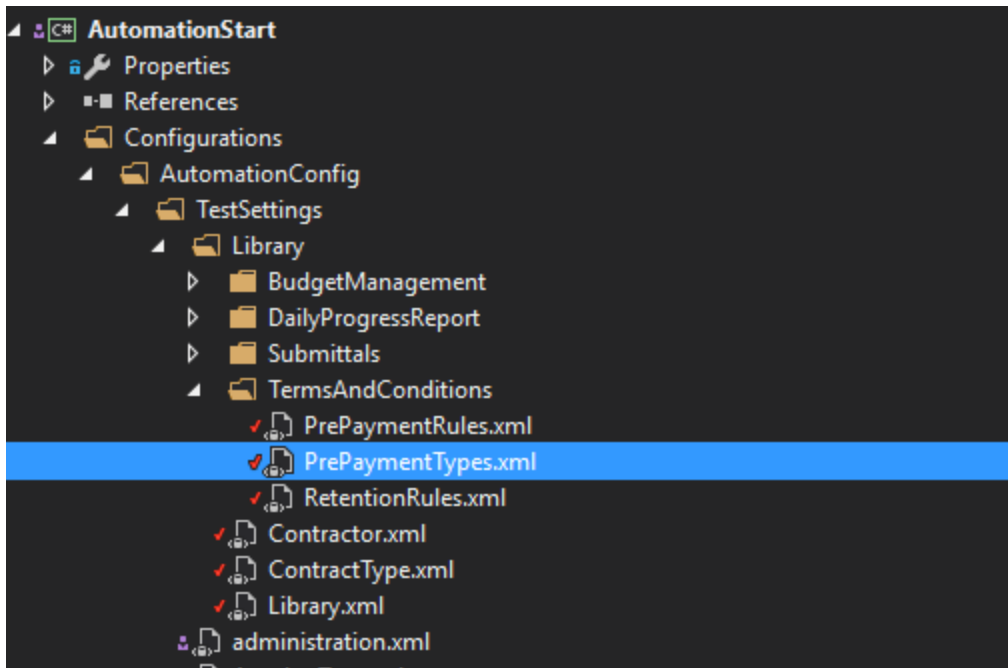 C# AutomationStart
Properties
References
Configurations
AutomationConfig
TestSettings
Library
BudgetManagement
DailyProgressReport
Submittals
TermsAndConditions
PrePaymentRules.xml
PrePaymentTypes.xml
RetentionRules.xml
Contractor.xml
ContractType.xml
Library.xml
administration.xml